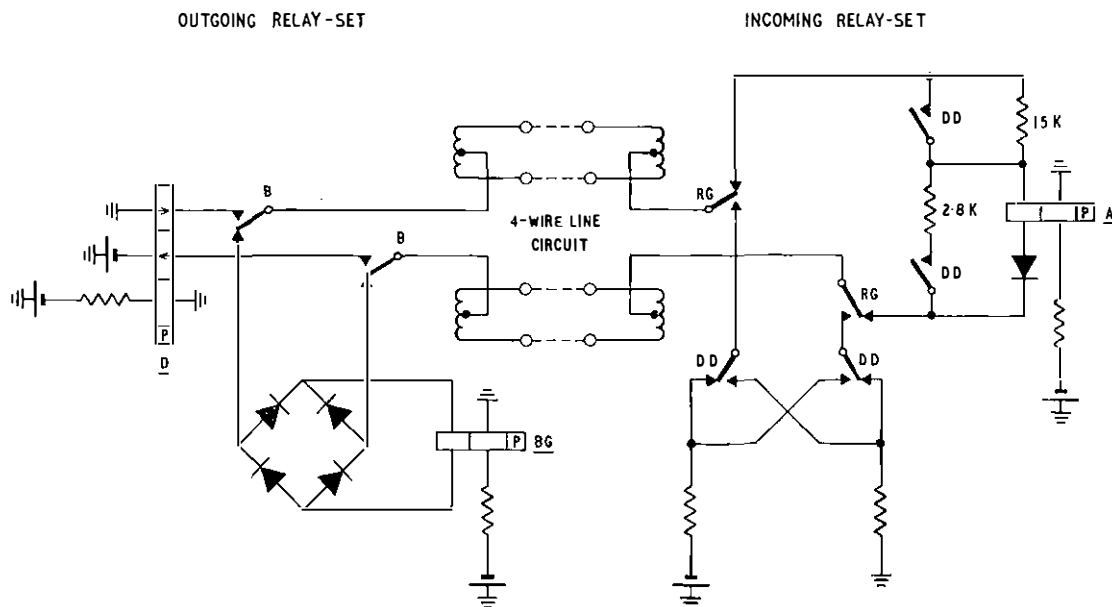 OUTGOING RELAY-SET
INCOMING RELAY-SET
DD
15 K
B
RG
2·8 K
P
A
4-WIRE LINE
CIRCUIT
B
DD
RG
P
D
DD
DD
P
BG